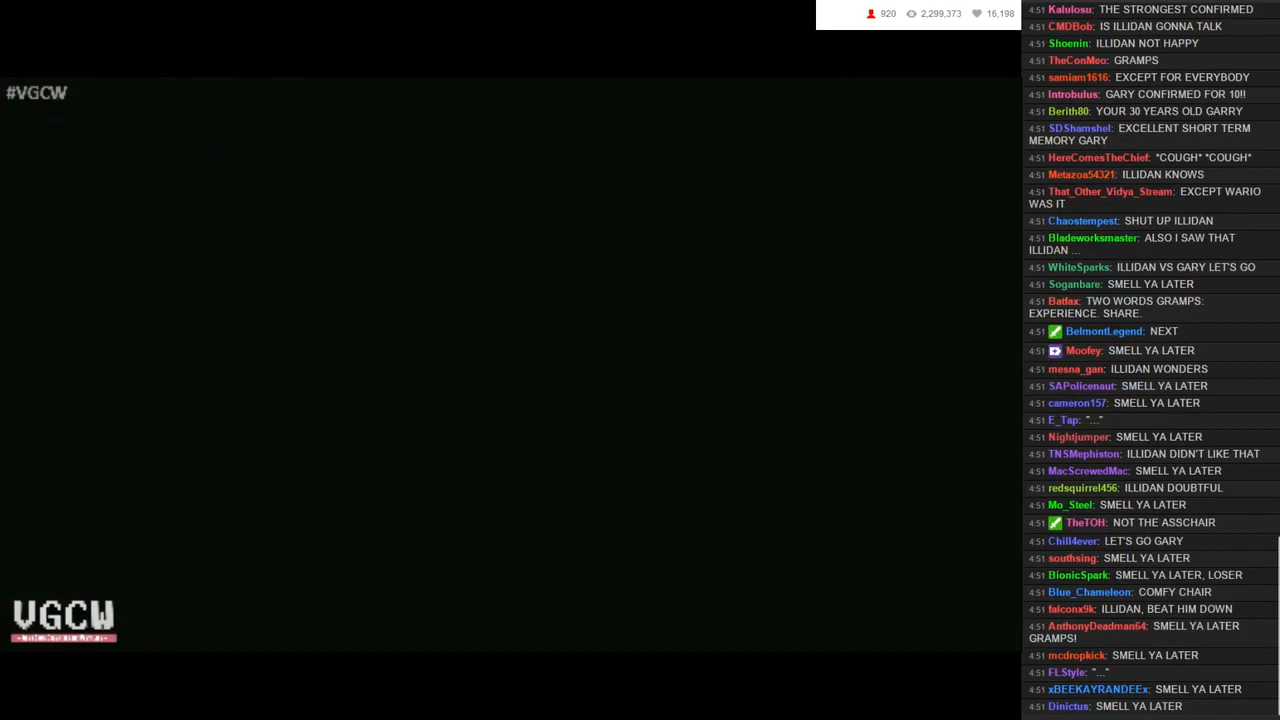 920 2,299,373 16,198
#VGCW
VGCW
4:51 Kalulosu: THE STRONGEST CONFIRMED
4:51 CMDBob: IS ILLIDAN GONNA TALK
4:51 Shoenin: ILLIDAN NOT HAPPY
4:51 TheConMeo: GRAMPS
4:51 samiam1616: EXCEPT FOR EVERYBODY
4:51 Introbulus: GARY CONFIRMED FOR 10!!
4:51 Berith80: YOUR 30 YEARS OLD GARRY
4:51 SDShamshel: EXCELLENT SHORT TERM
MEMORY GARY
4:51 HereComesTheChief: *COUGH* *COUGH*
4:51 Metazoa54321: ILLIDAN KNOWS
4:51 That_Other_Vidya_Stream: EXCEPT WARIO
WAS IT
4:51 Chaostempest: SHUT UP ILLIDAN
4:51 Bladeworksmaster: ALSO I SAW THAT
ILLIDAN ...
4:51 WhiteSparks: ILLIDAN VS GARY LET'S GO
4:51 Soganbare: SMELL YA LATER
4:51 Batfax: TWO WORDS GRAMPS:
EXPERIENCE. SHARE.
4:51 BelmontLegend: NEXT
4:51 Moofey: SMELL YA LATER
4:51 mesna_gan: ILLIDAN WONDERS
4:51 SAPolicenaut: SMELL YA LATER
4:51 cameron157: SMELL YA LATER
4:51 E_Tap: "..."
4:51 Nightjumper: SMELL YA LATER
4:51 TNSMephiston: ILLIDAN DIDN'T LIKE THAT
4:51 MacScrewedMac: SMELL YA LATER
4:51 redsquirrel456: ILLIDAN DOUBTFUL
4:51 Mo_Steel: SMELL YA LATER
4:51 TheTOH: NOT THE ASSCHAIR
4:51 Chill4ever: LET'S GO GARY
4:51 southsing: SMELL YA LATER
4:51 BionicSpark: SMELL YA LATER, LOSER
4:51 Blue_Chameleon: COMFY CHAIR
4:51 falconx9k: ILLIDAN, BEAT HIM DOWN
4:51 AnthonyDeadman64: SMELL YA LATER
GRAMPS!
4:51 mcdropkick: SMELL YA LATER
4:51 FLStyle: "..."
4:51 xBEEKAYRANDEEx: SMELL YA LATER
4:51 Dinictus: SMELL YA LATER